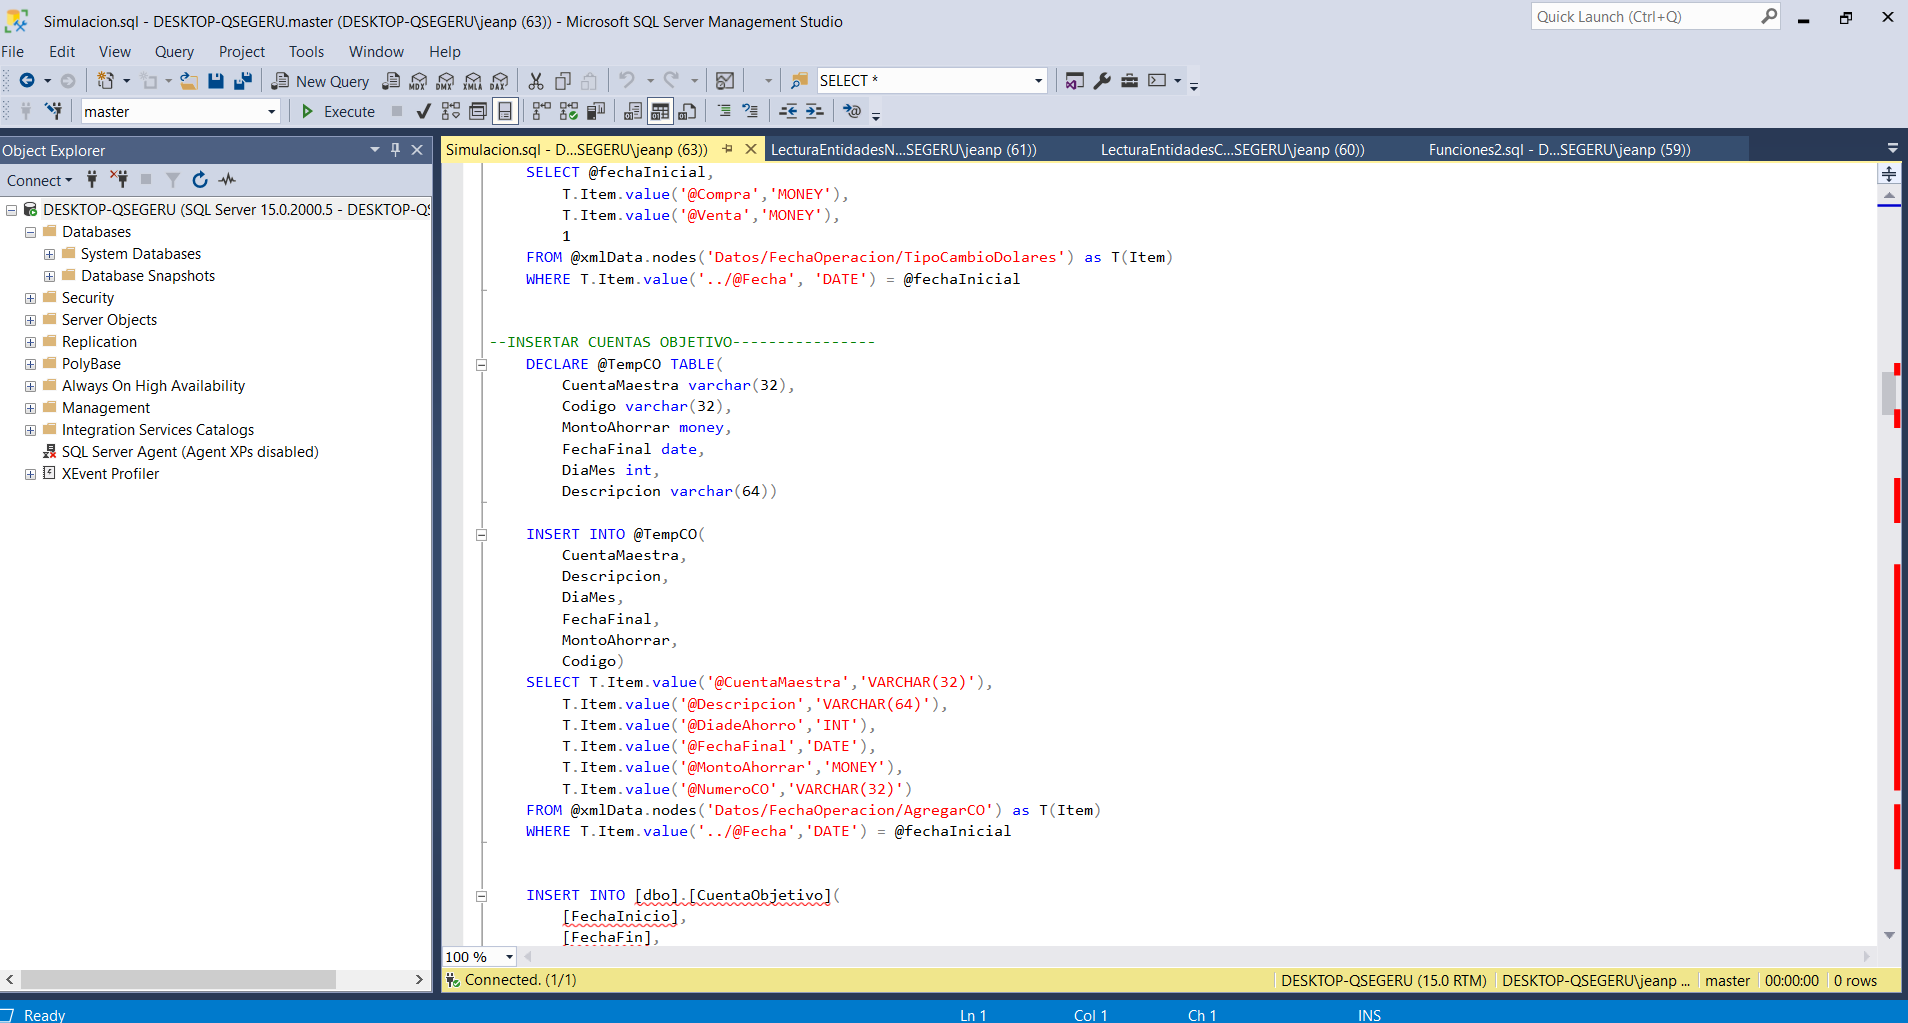 Simulacion.sql - DESKTOP-QSEGERU.master (DESKTOP-QSEGERU\jeanp (63)) - Microsoft SQL Server Management Studio
Quick Launch (Ctrl+Q)
File Edit View Query Project Tools Window Help
New Query MDX DMX XMLA DAX SELECT *
master Execute
Object Explorer
Connect
DESKTOP-QSEGERU (SQL Server 15.0.2000.5 - DESKTOP-QS
Databases
System Databases
Database Snapshots
Security
Server Objects
Replication
PolyBase
Always On High Availability
Management
Integration Services Catalogs
SQL Server Agent (Agent XPs disabled)
XEvent Profiler
Simulacion.sql - D...SEGERU\jeanp (63)) LecturaEntidadesN...SEGERU\jeanp (61)) LecturaEntidadesC...SEGERU\jeanp (60)) Funciones2.sql - D...SEGERU\jeanp (59))
SELECT @fechaInicial,
T.Item.value('@Compra','MONEY'),
T.Item.value('@Venta','MONEY'),
1
FROM @xmlData.nodes('Datos/FechaOperacion/TipoCambioDolares') as T(Item)
WHERE T.Item.value('../@Fecha', 'DATE') = @fechaInicial
--INSERTAR CUENTAS OBJETIVO----------------
DECLARE @TempCO TABLE(
CuentaMaestra varchar(32),
Codigo varchar(32),
MontoAhorrar money,
FechaFinal date,
DiaMes int,
Descripcion varchar(64))
INSERT INTO @TempCO(
CuentaMaestra,
Descripcion,
DiaMes,
FechaFinal,
MontoAhorrar,
Codigo)
SELECT T.Item.value('@CuentaMaestra','VARCHAR(32)'),
T.Item.value('@Descripcion','VARCHAR(64)'),
T.Item.value('@DiadeAhorro','INT'),
T.Item.value('@FechaFinal','DATE'),
T.Item.value('@MontoAhorrar','MONEY'),
T.Item.value('@NumeroCO','VARCHAR(32)')
FROM @xmlData.nodes('Datos/FechaOperacion/AgregarCO') as T(Item)
WHERE T.Item.value('../@Fecha','DATE') = @fechaInicial
INSERT INTO [dbo].[CuentaObjetivo](
[FechaInicio],
[FechaFin],
100 %
Connected. (1/1) DESKTOP-QSEGERU (15.0 RTM) DESKTOP-QSEGERU\jeanp ... master 00:00:00 0 rows
Ready Ln 1 Col 1 Ch 1 INS